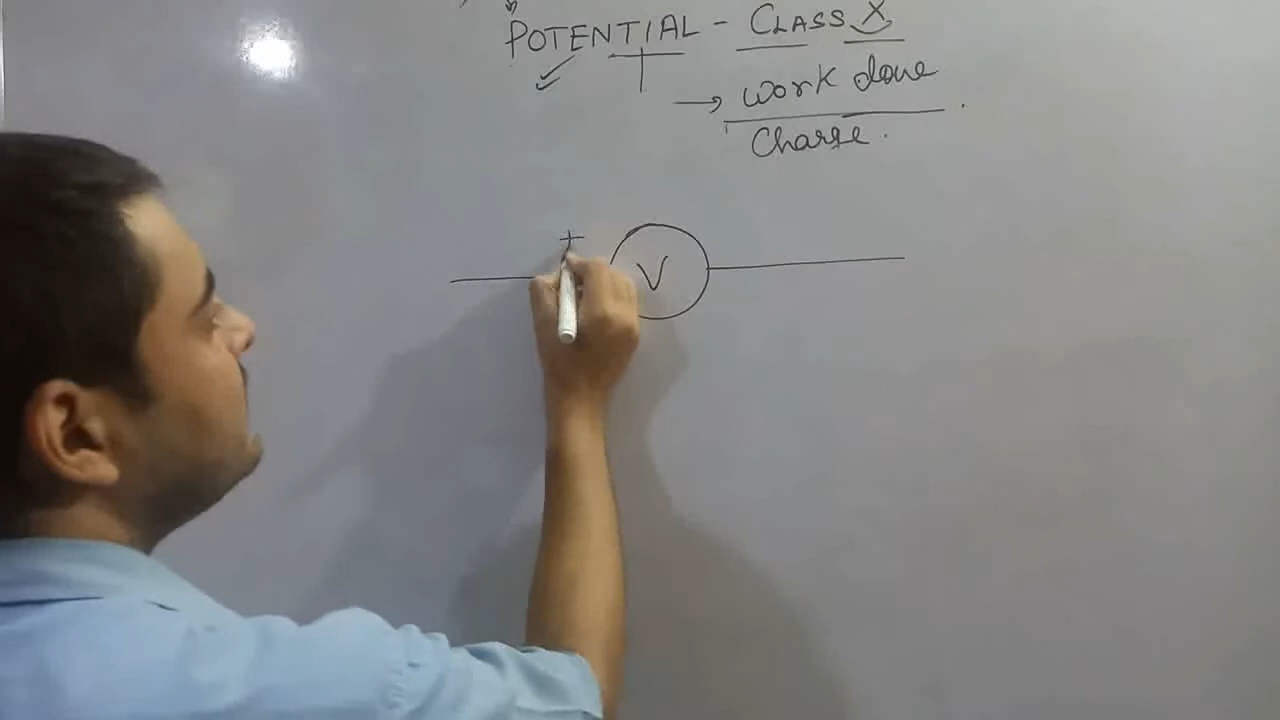 POTENTIAL - CLASS X
→ work done
Charge.
+
V